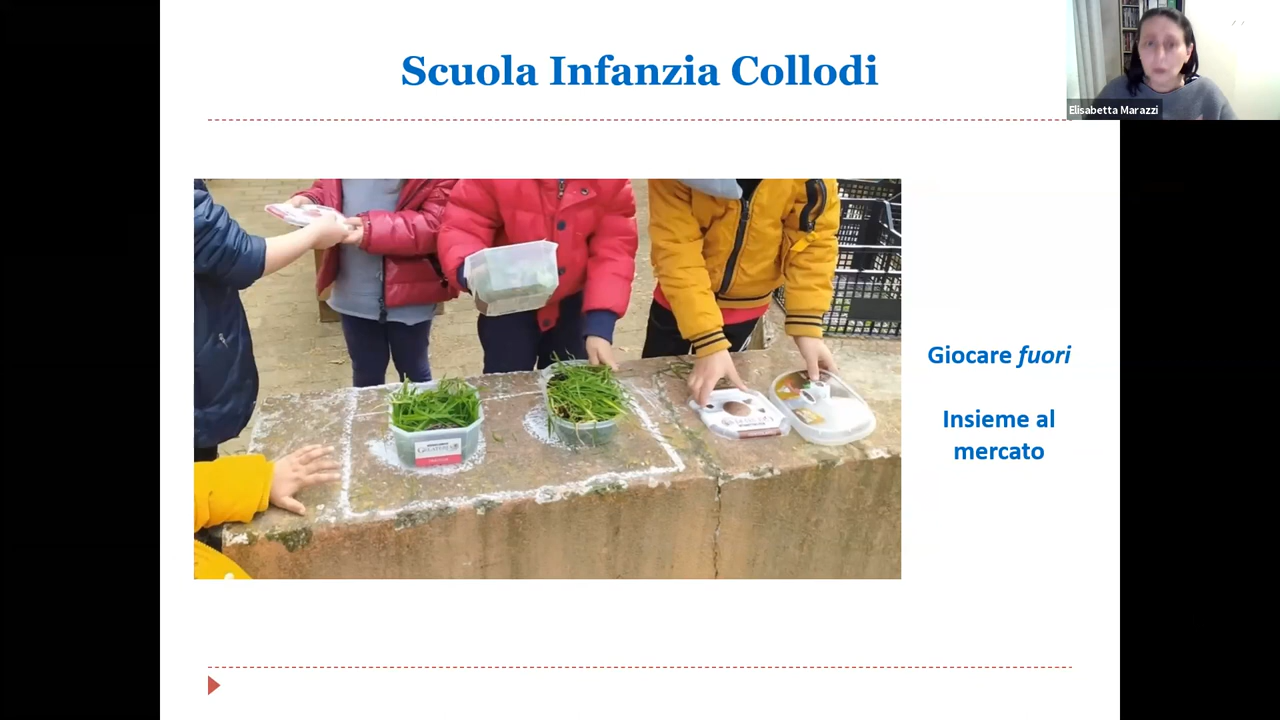 Scuola Infanzia Collodi
Elisabetta Marazzi
Giocare fuori
Insieme al
mercato